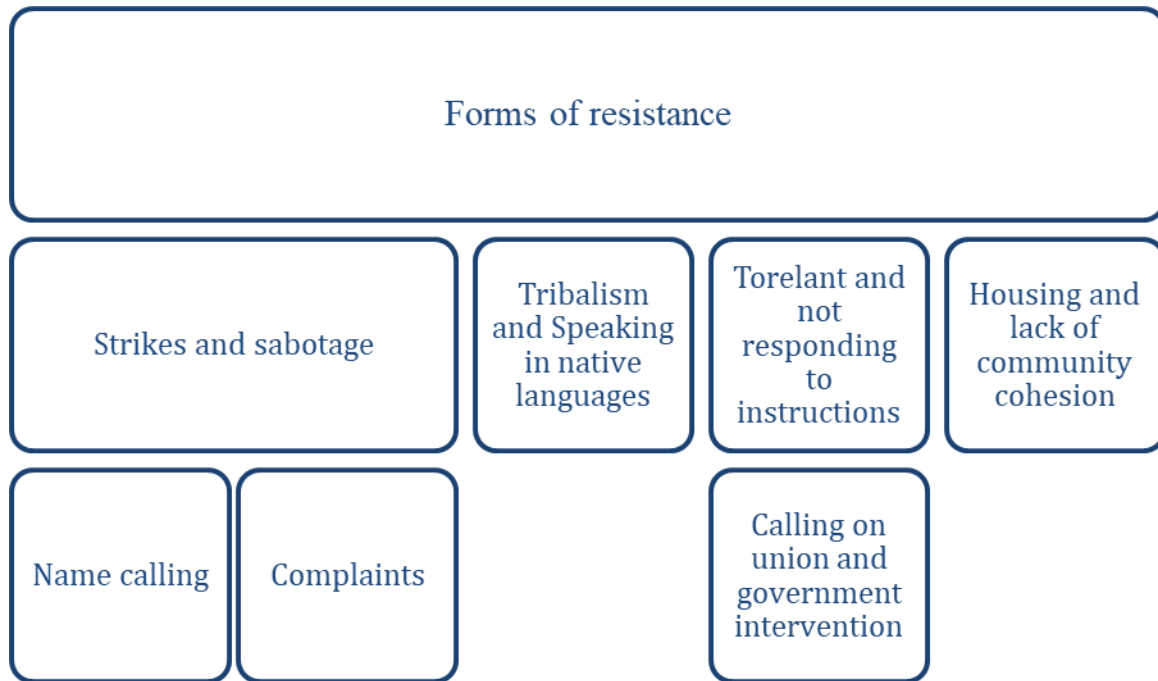 Forms of resistance
Strikes and sabotage
Tribalism
and Speaking
in native
languages
Torelant and
not
responding
to
instructions
Housing and
lack of
community
cohesion
Name calling
Complaints
Calling on
union and
government
intervention